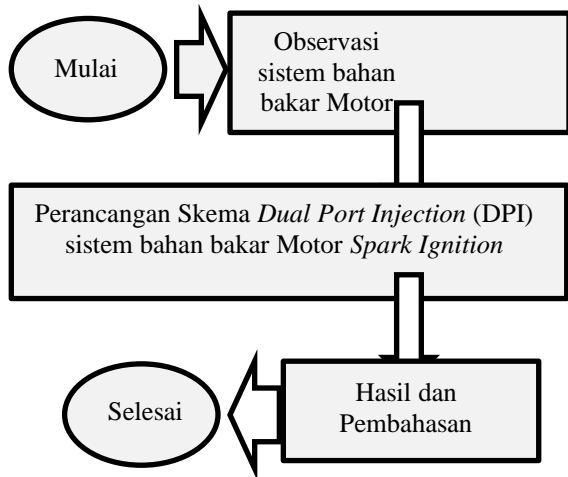 Mulai
Observasi
sistem bahan
bakar Motor
Perancangan Skema Dual Port Injection (DPI)
sistem bahan bakar Motor Spark Ignition
Hasil dan
Pembahasan
Selesai